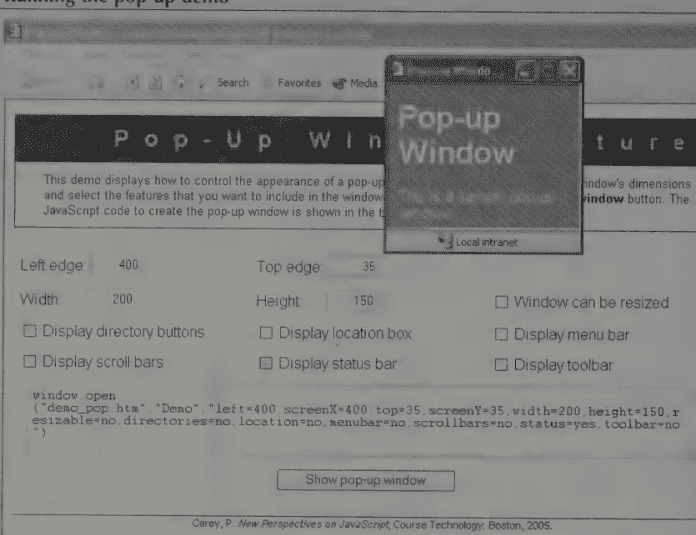 Running the pop-up demo
Search Favorites Media
Pop-Up Win ture
Pop-up
Window
Local intranet
This demo displays how to control the appearance of a pop-up indow's dimensions
and select the features that you want to include in the window indow button. The
JavaScript code to create the pop-up window is shown in the
Left edge: 400 Top edge: 35
Width: 200 Height: 150 Window can be resized
Display directory buttons Display location box Display menu bar
Display scroll bars Display status bar Display toolbar
window.open
("demo_pop.htm","Demo","left=400,screenX=400,top=35,screenY=35,width=200,height=150,r
esizable=no,directories=no,location=no,menubar=no,scrollbars=no,status=yes,toolbar=no
")
Show pop-up window
Carey, P. New Perspectives on JavaScript, Course Technology: Boston, 2005.